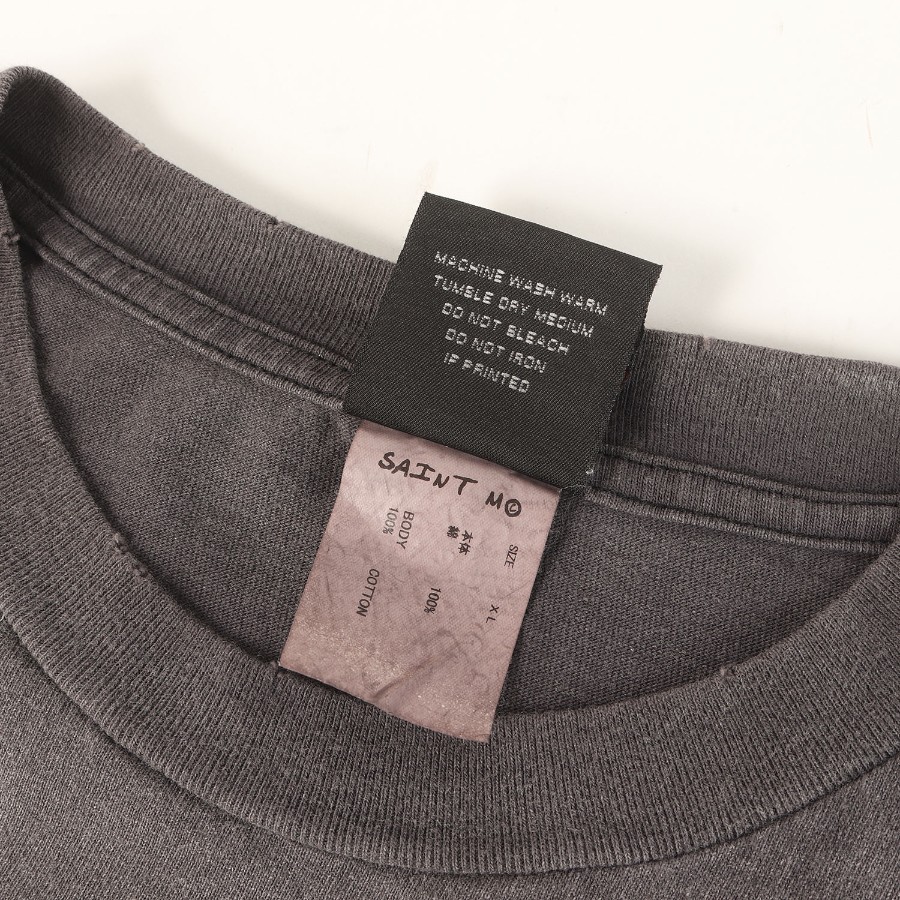 MACHINE WASH WARM
TUMBLE DRY MEDIUM
DO NOT BLEACH
DO NOT IRON
IF PRINTED
SAINT M
SIZE XL
本体
綿 100%
BODY
100% COTTON